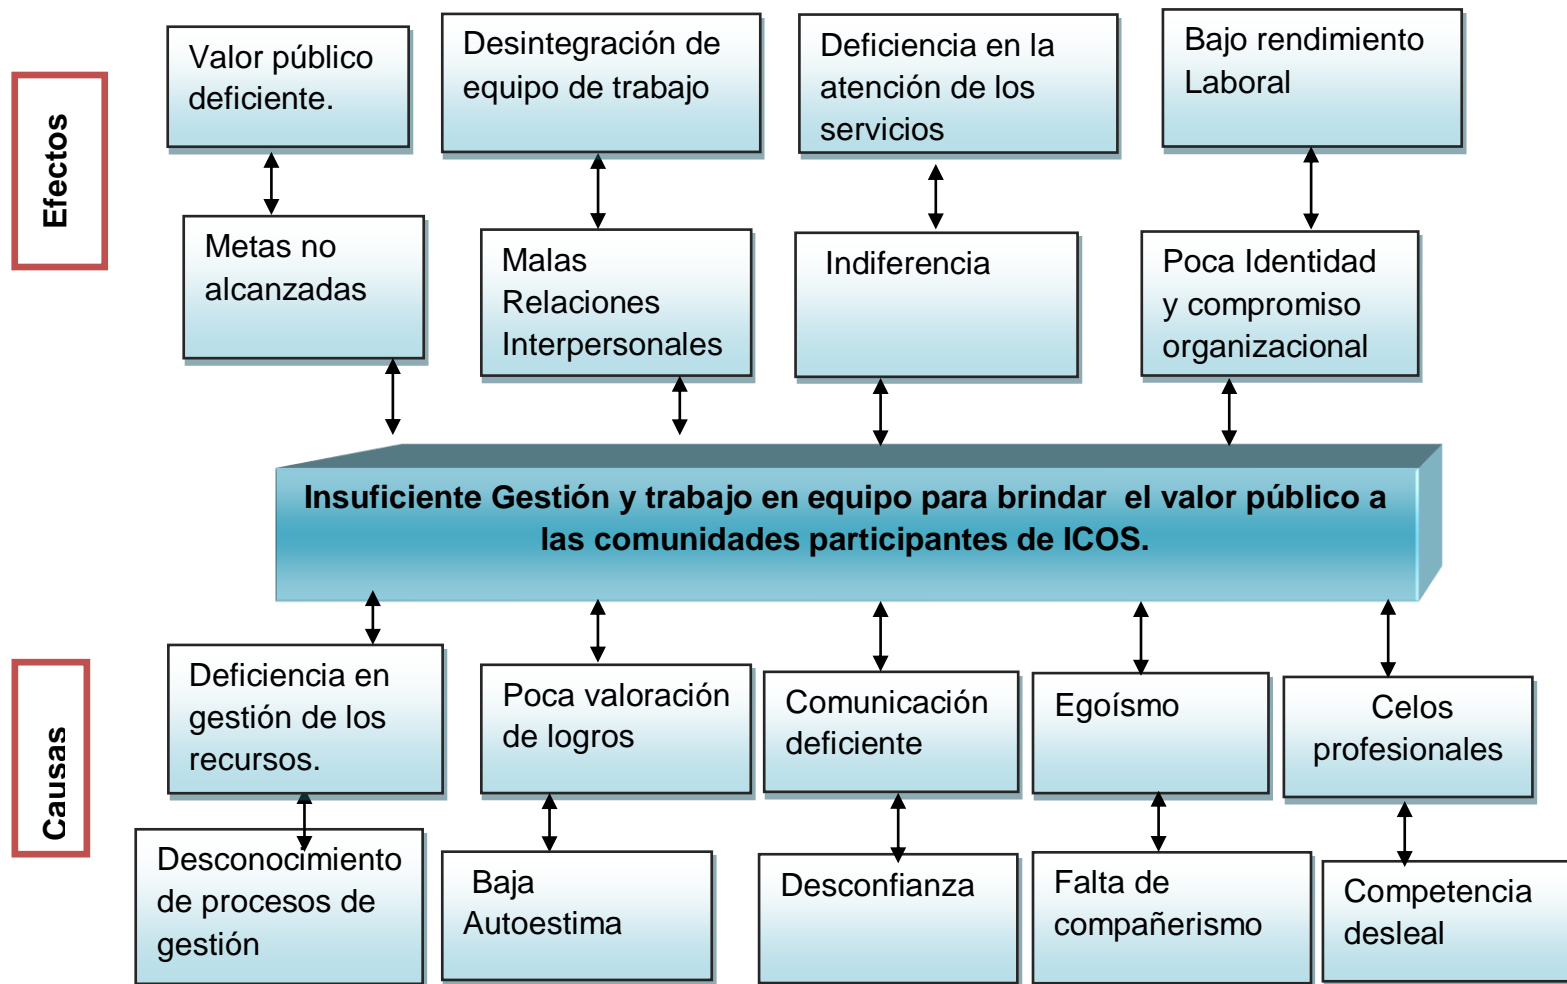 Efectos
Valor público
deficiente.
Desintegración de
equipo de trabajo
Deficiencia en la
atención de los
servicios
Bajo rendimiento
Laboral
Metas no
alcanzadas
Malas
Relaciones
Interpersonales
Indiferencia
Poca Identidad
y compromiso
organizacional
Insuficiente Gestión y trabajo en equipo para brindar el valor público a
las comunidades participantes de ICOS.
Causas
Deficiencia en
gestión de los
recursos.
Poca valoración
de logros
Comunicación
deficiente
Egoísmo
Celos
profesionales
Desconocimiento
de procesos de
gestión
Baja
Autoestima
Desconfianza
Falta de
compañerismo
Competencia
desleal